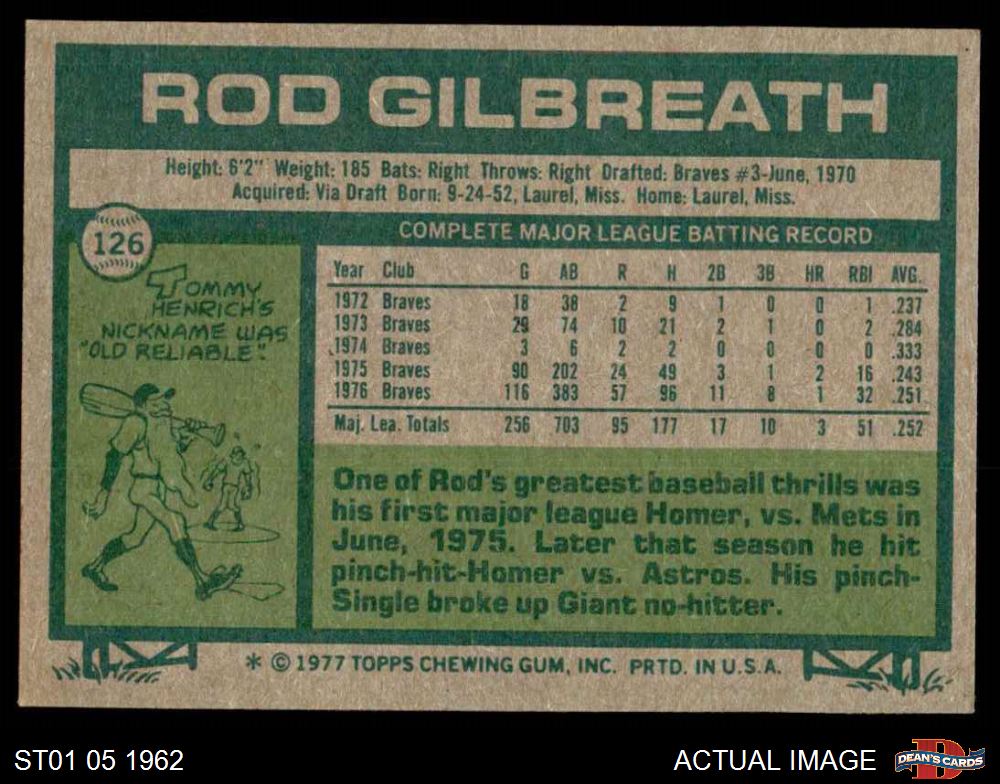 ROD GILBREATH
Height: 6'2" Weight: 185 Bats: Right Throws: Right Drafted: Braves #3-June, 1970
Acquired: Via Draft Born: 9-24-52, Laurel, Miss. Home: Laurel, Miss.
126
TOMMY
HENRICH'S
NICKNAME WAS
"OLD RELIABLE".
COMPLETE MAJOR LEAGUE BATTING RECORD
Year Club G AB R H 2B 3B HR RBI AVG.
1972 Braves 18 38 2 9 1 0 0 1 .237
1973 Braves 29 74 10 21 2 1 0 2 .284
1974 Braves 3 6 2 2 0 0 0 0 .333
1975 Braves 90 202 24 49 3 1 2 16 .243
1976 Braves 116 383 57 96 11 8 1 32 .251
Maj. Lea. Totals 256 703 95 177 17 10 3 51 .252
One of Rod's greatest baseball thrills was
his first major league Homer, vs. Mets in
June, 1975. Later that season he hit
pinch-hit-Homer vs. Astros. His pinch-
Single broke up Giant no-hitter.
* © 1977 TOPPS CHEWING GUM, INC. PRTD. IN U.S.A.
ST01 05 1962
ACTUAL IMAGE
D
DEAN'S CARDS